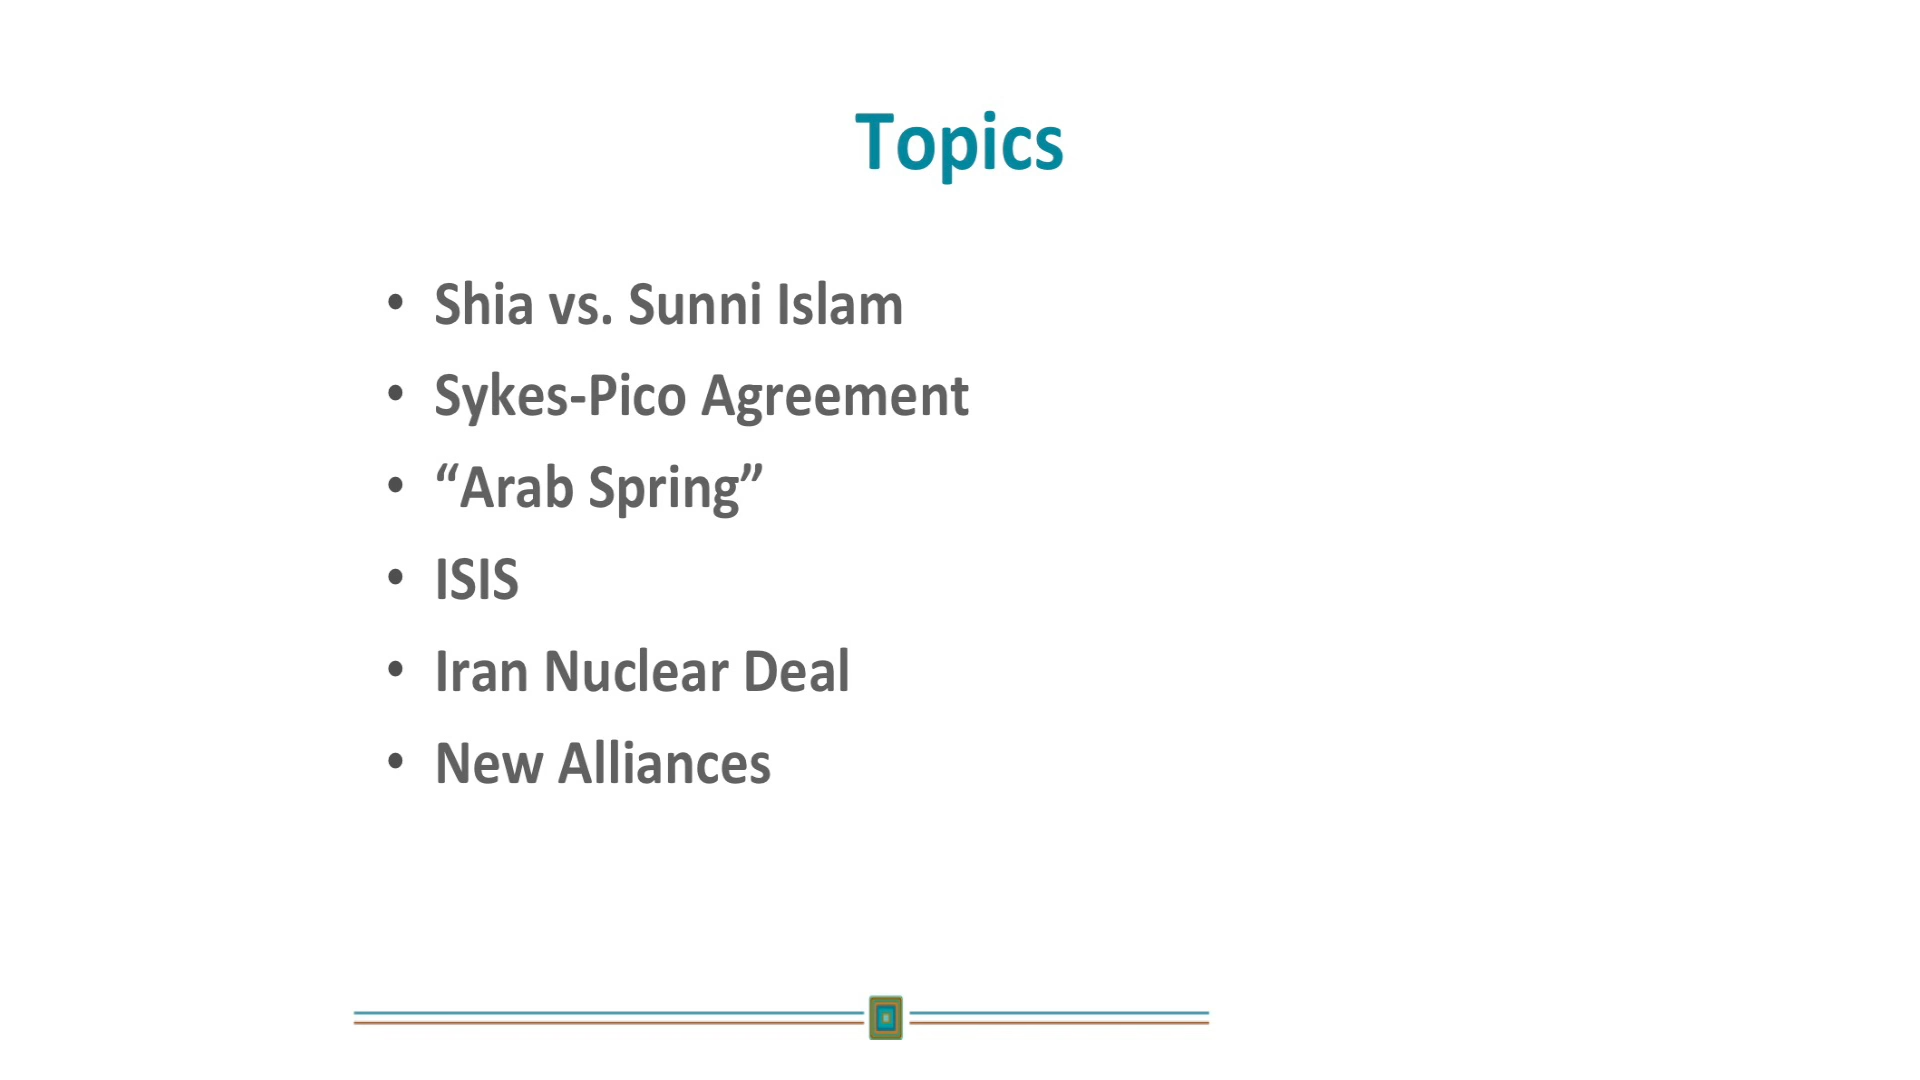 Topics
• Shia vs. Sunni Islam
• Sykes-Pico Agreement
• “Arab Spring”
• ISIS
• Iran Nuclear Deal
• New Alliances